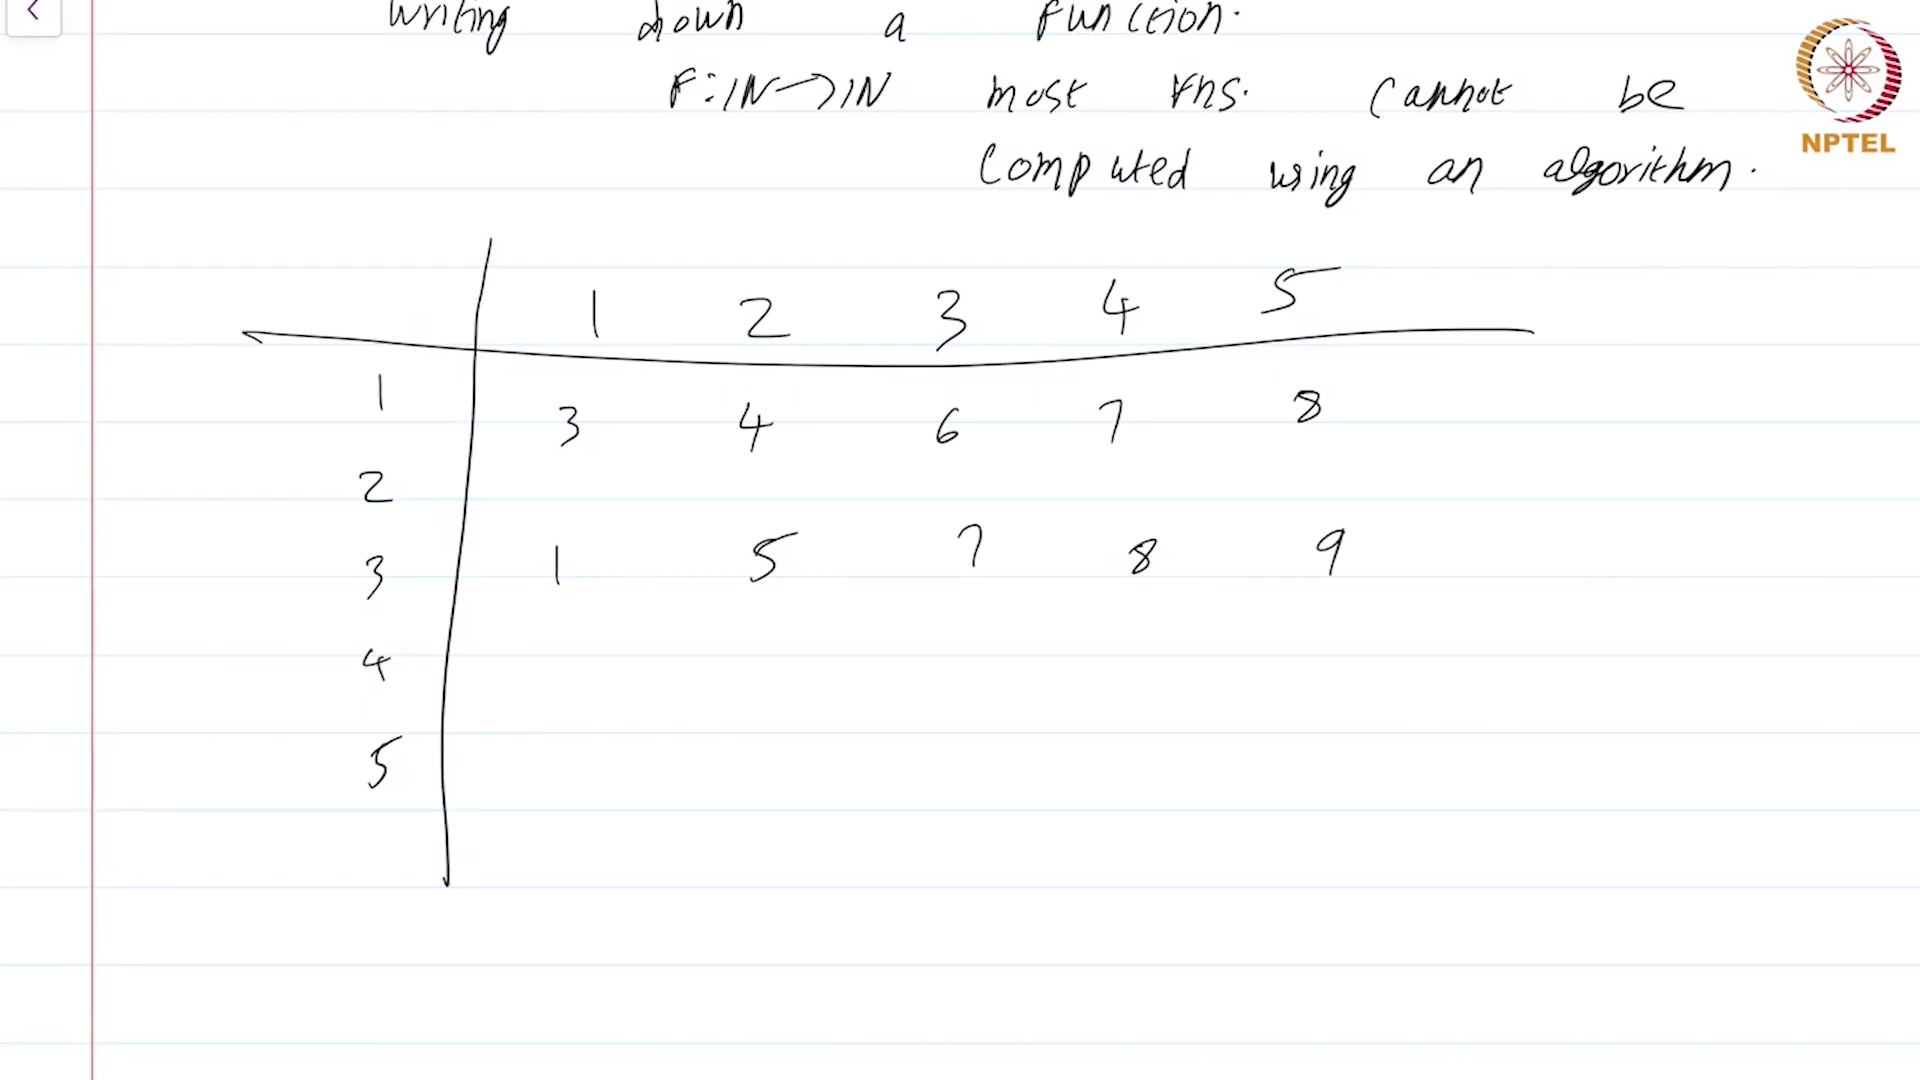 writing down a function.
F: IN → IN most fns. cannot be
computed using an algorithm.
NPTEL
1 2 3 4 5
1 3 4 6 7 8
2
3 1 5 7 8 9
4
5